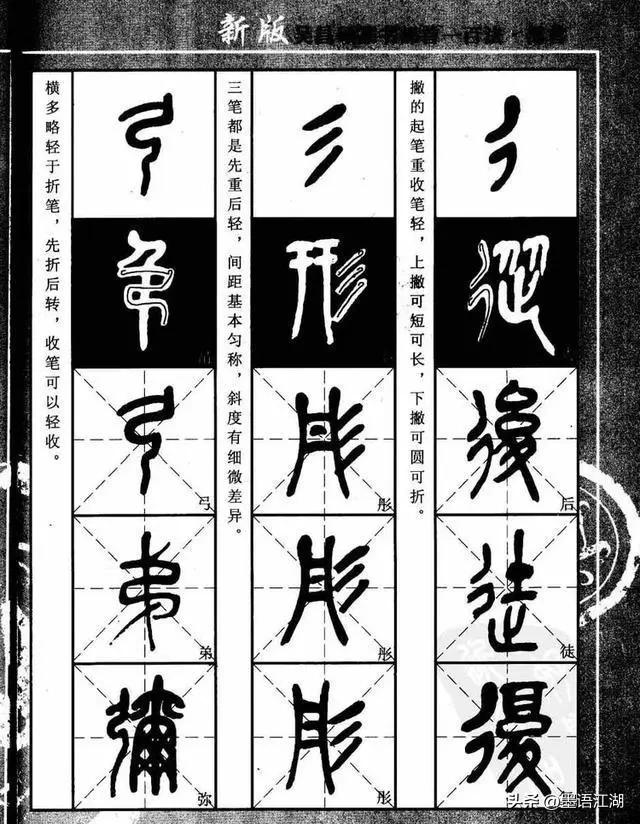 新版
撇的起笔重收笔轻，上撇可短可长，下撇可圆可折。
后
徒
三笔都是先重后轻，间距基本匀称，斜度有细微差异。
形
彤
彤
彤
横多略轻于折笔，先折后转，收笔可以轻收。
弓
弟
弥
头条@墨语江湖